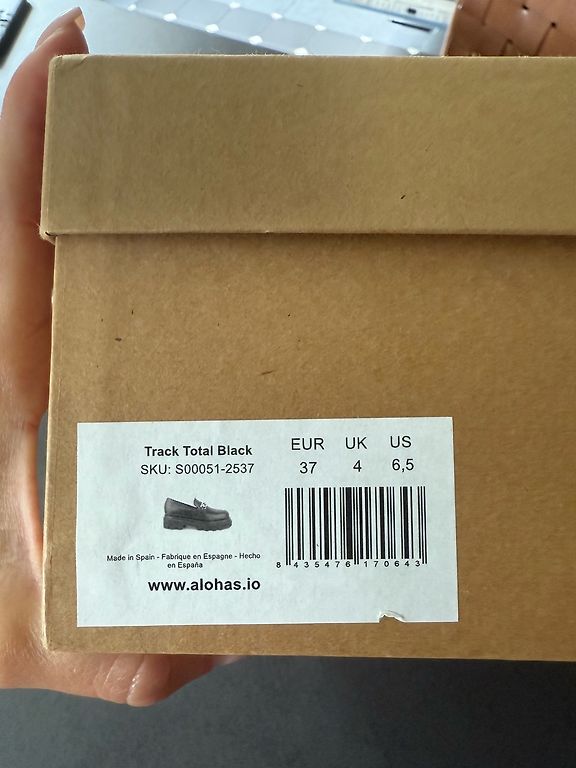 Track Total Black
SKU: S00051-2537
EUR UK US
37 4 6,5
Made in Spain - Fabrique en Espagne - Hecho
en España
www.alohas.io
8 435476 170643